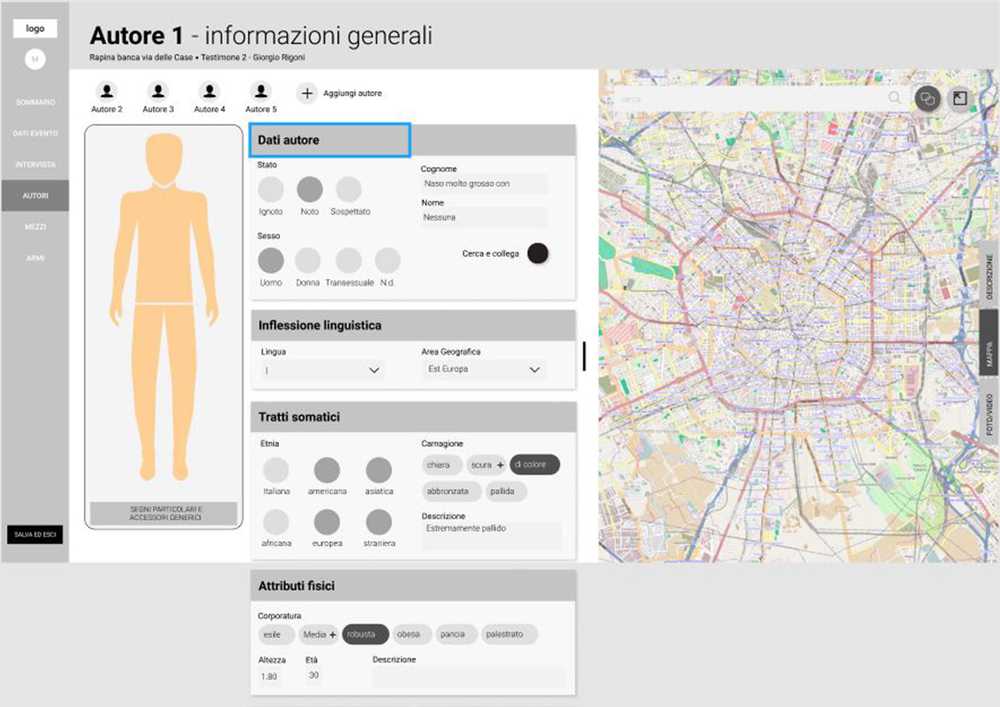 logo
M
SOMMARIO
DATI EVENTO
INTERVISTA
AUTORI
MEZZI
ARMI
SALVA ED ESCI
Autore 1 - informazioni generali
Rapina banca via delle Case • Testimone 2 - Giorgio Rigoni
Autore 2
Autore 3
Autore 4
Autore 5
+ Aggiungi autore
SEGNI PARTICOLARI E
ACCESSORI GENERICI
Dati autore
Stato
Ignoto
Noto
Sospettato
Sesso
Uomo
Donna
Transessuale
N.d.
Cognome
Naso molto grosso con
Nome
Nessuna
Cerca e collega
Inflessione linguistica
Lingua
Area Geografica
Est Europa
Tratti somatici
Etnia
Italiana
americana
asiatica
africana
europea
straniera
Carnagione
chiara
scura +
di colore
abbronzata
pallida
Descrizione
Estremamente pallido
Attributi fisici
Corporatura
esile
Media +
robusta
obesa
pancia
palestrato
Altezza
1.80
Età
30
Descrizione
cerca
DESCRIZIONE
MAPPA
FOTO/VIDEO